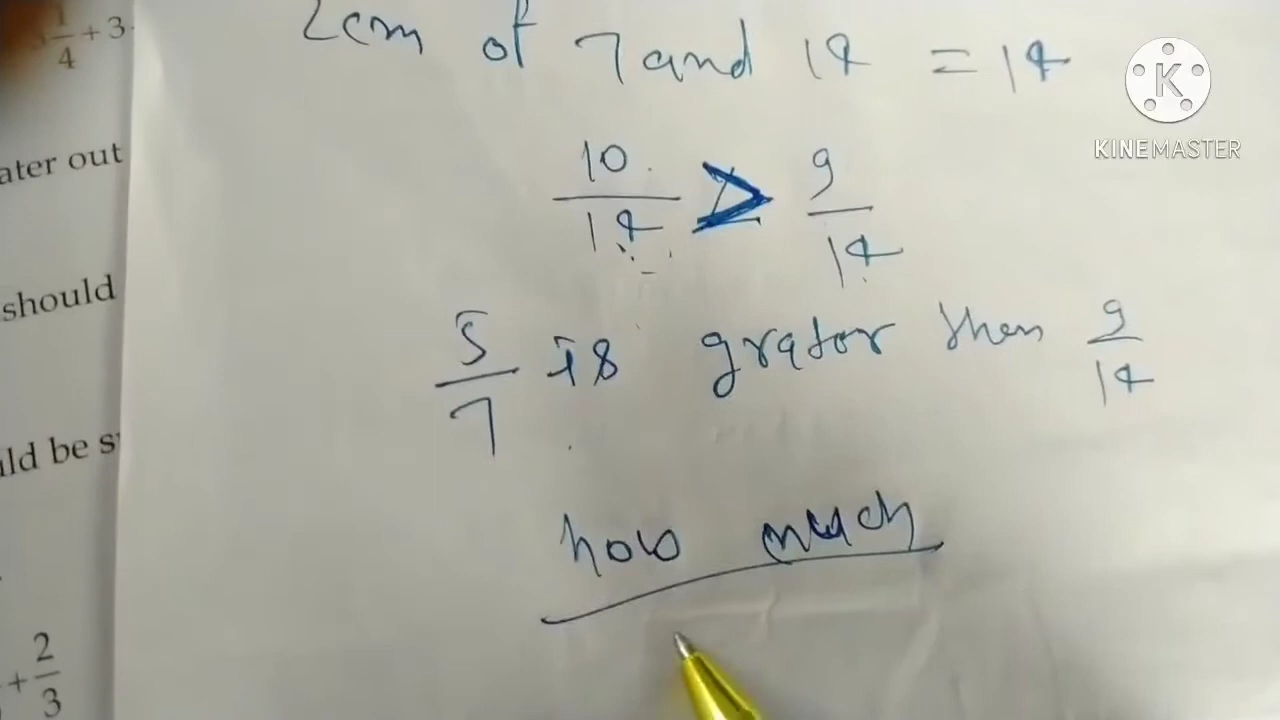 1/4 + 3
ater out
should
ld be s
+ 2/3
Lcm of 7 and 14 = 14
10/14 > 9/14
5/7 is grator then 9/14
how much
K
KINEMASTER